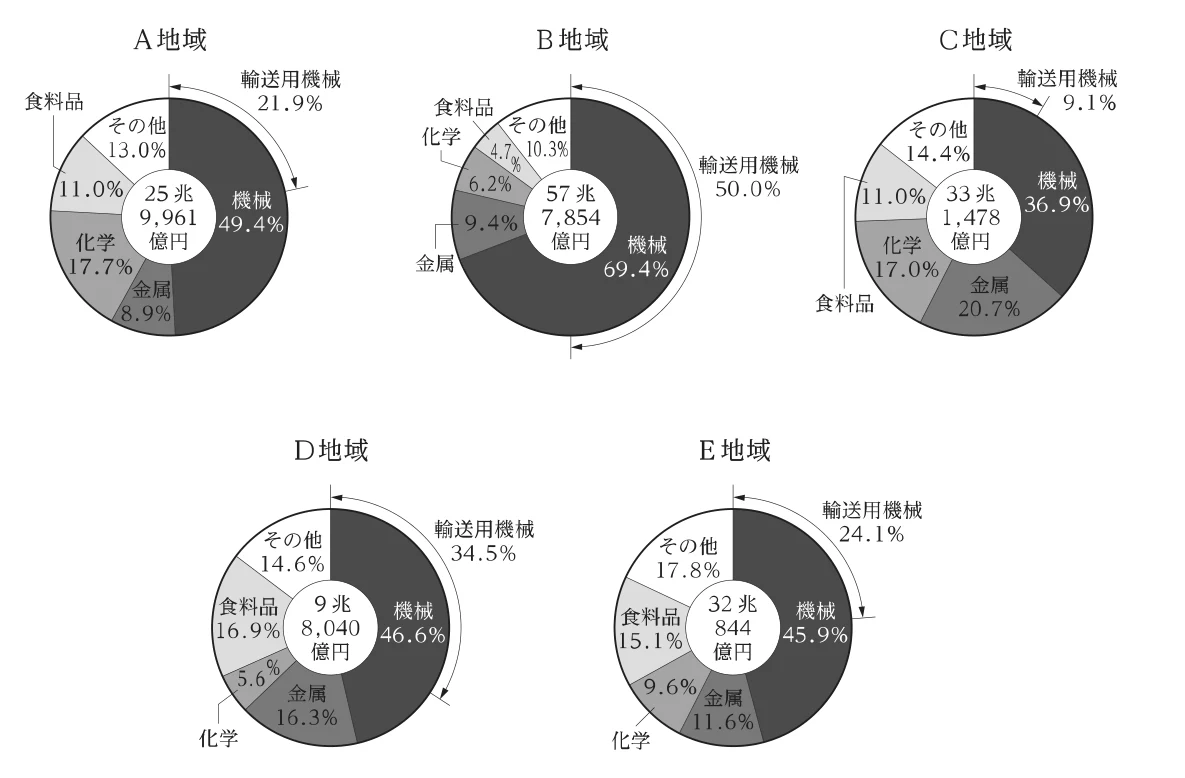 A地域
輸送用機械
21.9%
食料品
その他
13.0%
11.0%
25兆
9,961
億円
機械
49.4%
化学
17.7%
金属
8.9%
B地域
食料品
化学
その他
10.3%
4.7
%
輸送用機械
50.0%
6.2%
57兆
7,854
億円
9.4%
機械
69.4%
金属
C地域
輸送用機械
9.1%
その他
14.4%
11.0%
33兆
1,478
億円
機械
36.9%
化学
17.0%
金属
20.7%
食料品
D地域
輸送用機械
34.5%
その他
14.6%
食料品
16.9%
9兆
8,040
億円
機械
46.6%
5.6%
金属
16.3%
化学
E地域
輸送用機械
24.1%
その他
17.8%
食料品
15.1%
32兆
844
億円
機械
45.9%
9.6%
金属
11.6%
化学